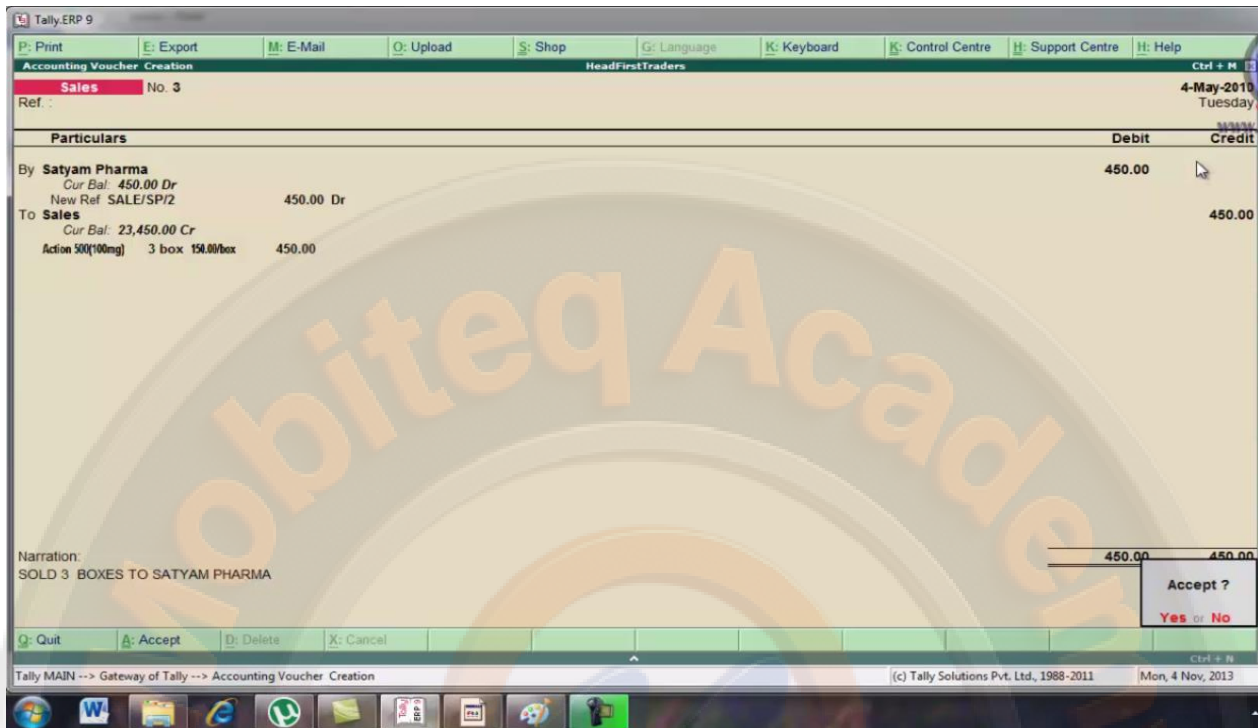 Tally.ERP 9
P: Print E: Export M: E-Mail O: Upload S: Shop G: Language K: Keyboard K: Control Centre H: Support Centre H: Help
Accounting Voucher Creation HeadFirstTraders Ctrl + M
Sales No. 3 4-May-2010
Ref. : Tuesday
www
Particulars Debit Credit
By Satyam Pharma 450.00
Cur Bal: 450.00 Dr
New Ref SALE/SP/2 450.00 Dr
To Sales 450.00
Cur Bal: 23,450.00 Cr
Action 500(100mg) 3 box 150.00/box 450.00
Mobiteq Academ
Narration: 450.00 450.00
SOLD 3 BOXES TO SATYAM PHARMA
Accept ?
Yes or No
Q: Quit A: Accept D: Delete X: Cancel
Ctrl + N
Tally MAIN --> Gateway of Tally --> Accounting Voucher Creation (c) Tally Solutions Pvt. Ltd., 1988-2011 Mon, 4 Nov, 2013